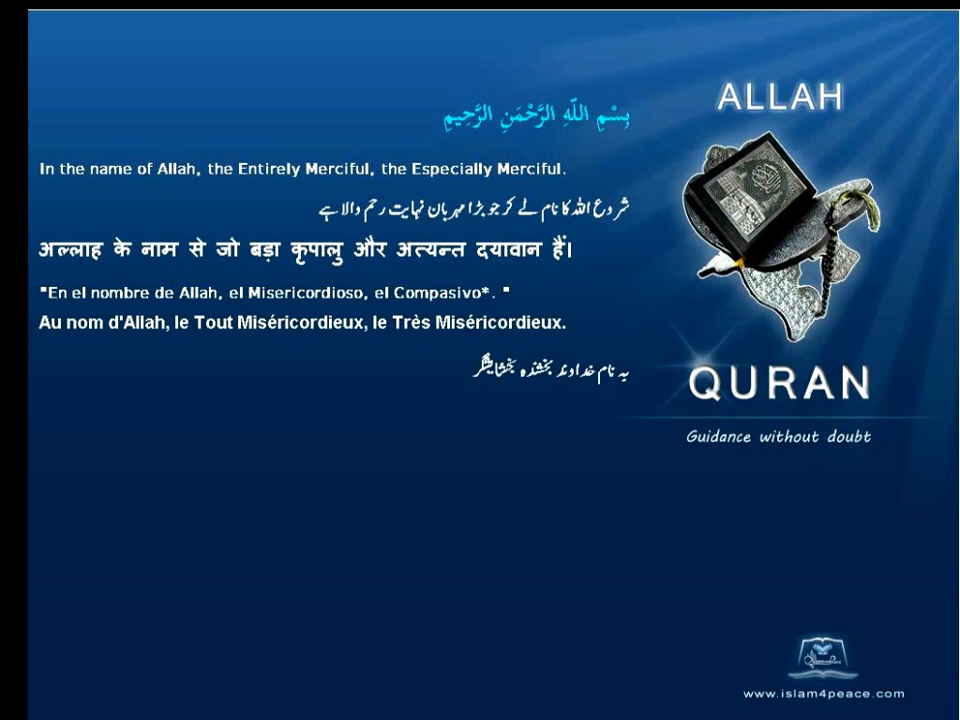 بِسْمِ اللّهِ الرَّحْمَنِ الرَّحِيمِ
In the name of Allah, the Entirely Merciful, the Especially Merciful.
شروع الله کا نام لے کر جو بڑا مہربان نہایت رحم والا ہے
अल्लाह के नाम से जो बड़ा कृपालु और अत्यन्त दयावान हैं।
"En el nombre de Allah, el Misericordioso, el Compasivo*. "
Au nom d'Allah, le Tout Miséricordieux, le Très Miséricordieux.
به نام خداوند بخشنده بخشایشگر
ALLAH
QURAN
Guidance without doubt
www.islam4peace.com